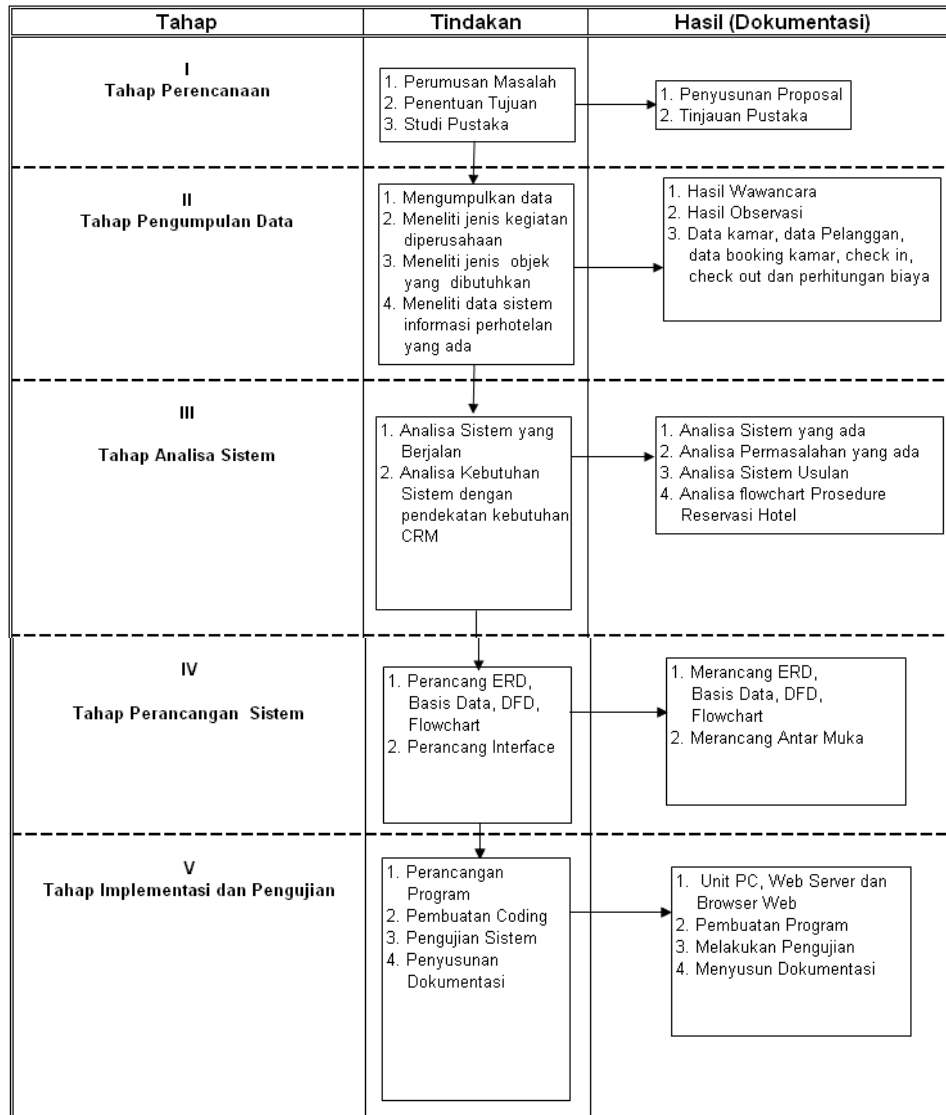 Tahap
Tindakan
Hasil (Dokumentasi)
I
Tahap Perencanaan
1. Perumusan Masalah
2. Penentuan Tujuan
3. Studi Pustaka
1. Penyusunan Proposal
2. Tinjauan Pustaka
II
Tahap Pengumpulan Data
1. Mengumpulkan data
2. Meneliti jenis kegiatan
diperusahaan
3. Meneliti jenis objek
yang dibutuhkan
4. Meneliti data sistem
informasi perhotelan
yang ada
1. Hasil Wawancara
2. Hasil Observasi
3. Data kamar, data Pelanggan,
data booking kamar, check in,
check out dan perhitungan biaya
III
Tahap Analisa Sistem
1. Analisa Sistem yang
Berjalan
2. Analisa Kebutuhan
Sistem dengan
pendekatan kebutuhan
CRM
1. Analisa Sistem yang ada
2. Analisa Permasalahan yang ada
3. Analisa Sistem Usulan
4. Analisa flowchart Prosedure
Reservasi Hotel
IV
Tahap Perancangan Sistem
1. Perancang ERD,
Basis Data, DFD,
Flowchart
2. Perancang Interface
1. Merancang ERD,
Basis Data, DFD,
Flowchart
2. Merancang Antar Muka
V
Tahap Implementasi dan Pengujian
1. Perancangan
Program
2. Pembuatan Coding
3. Pengujian Sistem
4. Penyusunan
Dokumentasi
1. Unit PC, Web Server dan
Browser Web
2. Pembuatan Program
3. Melakukan Pengujian
4. Menyusun Dokumentasi